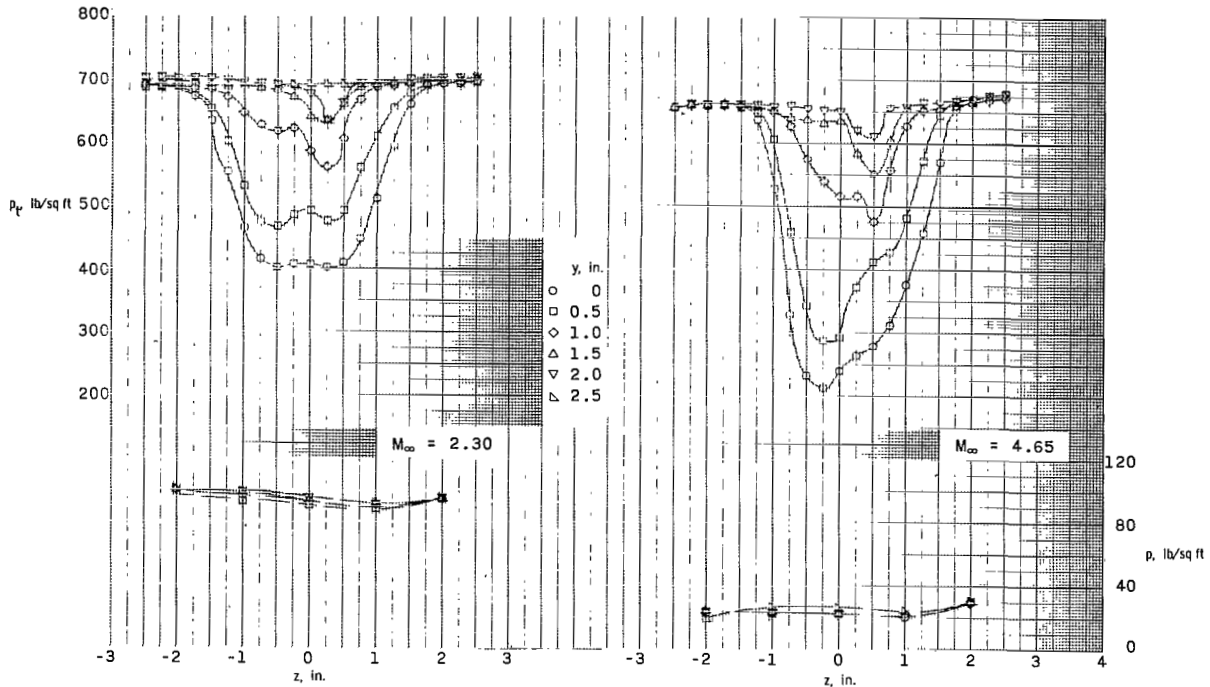 800
700
600
500
400
300
200
p_t, lb/sq ft
y, in.
0
0.5
1.0
1.5
2.0
2.5
M∞ = 2.30
M∞ = 4.65
120
80
40
0
p, lb/sq ft
-3 -2 -1 0 1 2 3
z, in.
-3 -2 -1 0 1 2 3 4
z, in.